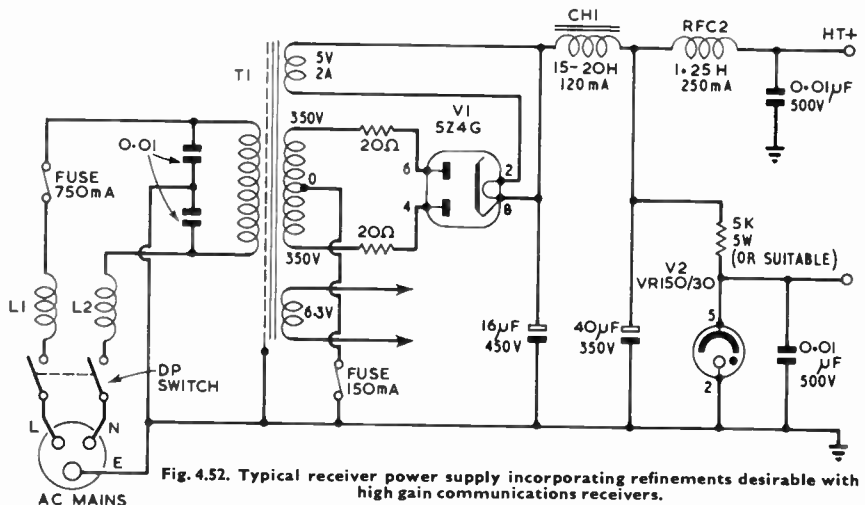 CH1
RFC2
HT+
T1
5V
2A
15-20H
120mA
1.25H
250mA
0.01µF
500V
V1
5Z4G
350V
20Ω
0.01
FUSE
750mA
0
6
2
4
8
20Ω
350V
5K
5W
(OR SUITABLE)
V2
VR150/30
L1
L2
6.3V
16µF
450V
40µF
350V
5
0.01
µF
500V
DP
SWITCH
FUSE
150mA
2
L
N
E
AC MAINS
Fig. 4.52. Typical receiver power supply incorporating refinements desirable with
high gain communications receivers.